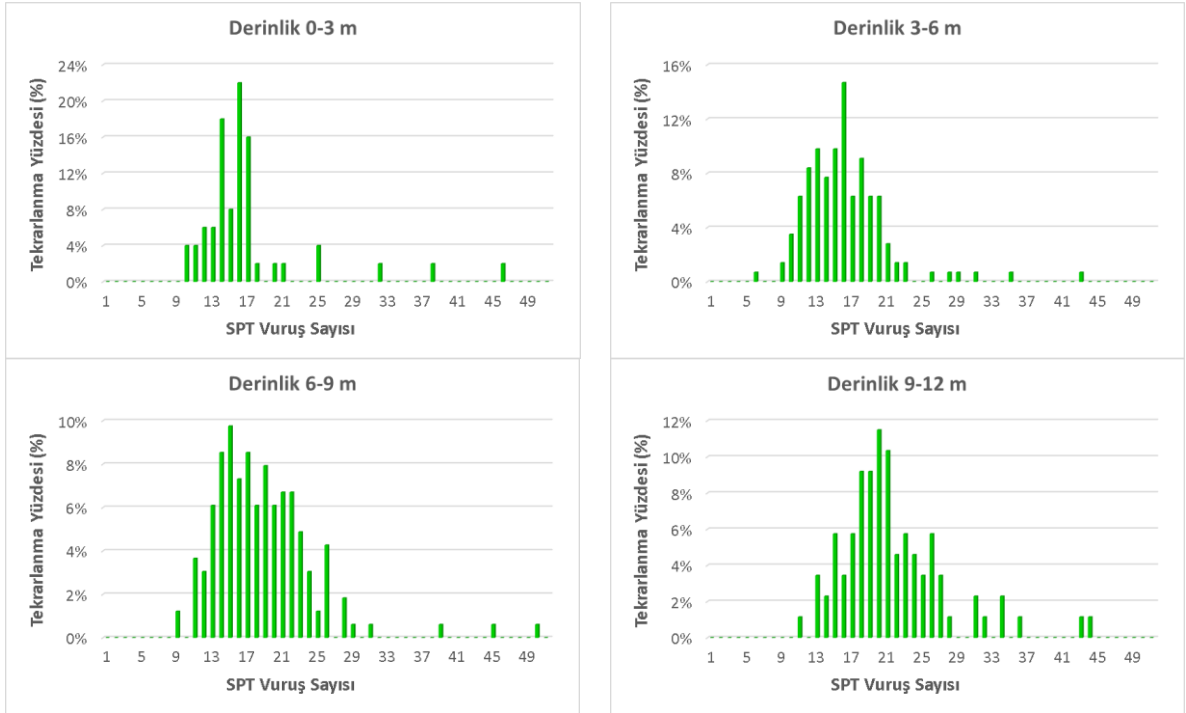 Derinlik 0-3 m
Tekrarlanma Yüzdesi (%)
24%
20%
16%
12%
8%
4%
0%
1 5 9 13 17 21 25 29 33 37 41 45 49
SPT Vuruş Sayısı
Derinlik 3-6 m
Tekrarlanma Yüzdesi (%)
16%
12%
8%
4%
0%
1 5 9 13 17 21 25 29 33 37 41 45 49
SPT Vuruş Sayısı
Derinlik 6-9 m
Tekrarlanma Yüzdesi (%)
10%
8%
6%
4%
2%
0%
1 5 9 13 17 21 25 29 33 37 41 45 49
SPT Vuruş Sayısı
Derinlik 9-12 m
Tekrarlanma Yüzdesi (%)
12%
10%
8%
6%
4%
2%
0%
1 5 9 13 17 21 25 29 33 37 41 45 49
SPT Vuruş Sayısı